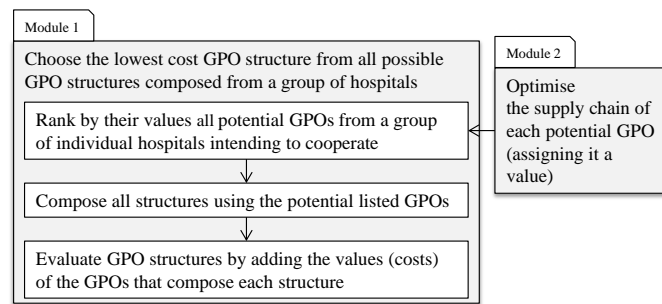 Module 1
Choose the lowest cost GPO structure from all possible
GPO structures composed from a group of hospitals
Rank by their values all potential GPOs from a group
of individual hospitals intending to cooperate
Compose all structures using the potential listed GPOs
Evaluate GPO structures by adding the values (costs)
of the GPOs that compose each structure
Module 2
Optimise
the supply chain of
each potential GPO
(assigning it a
value)